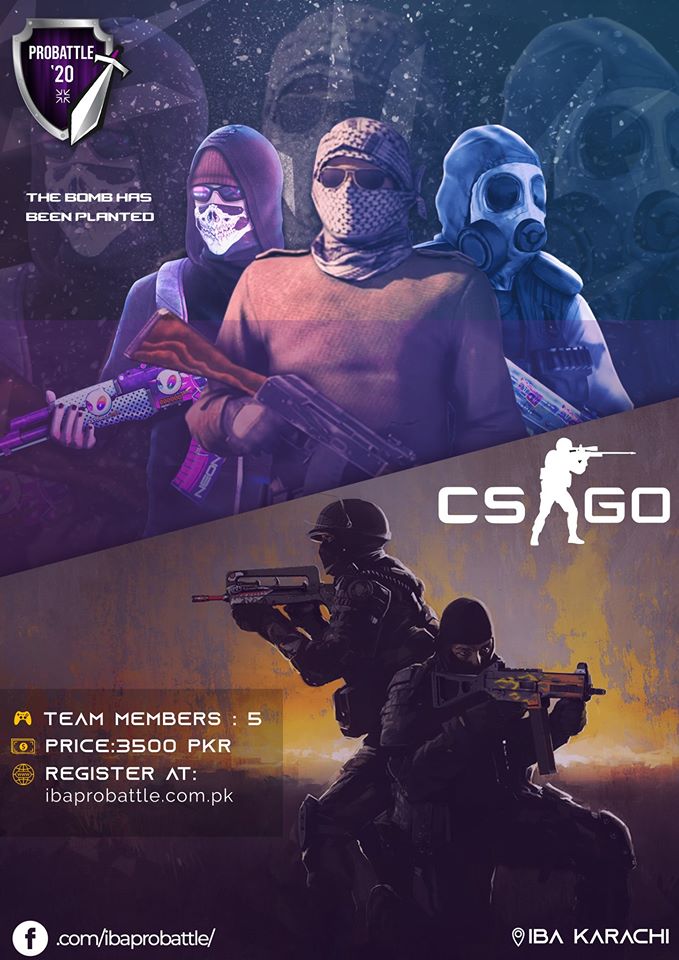 PROBATTLE
'20
THE BOMB HAS
BEEN PLANTED
CS GO
TEAM MEMBERS : 5
PRICE:3500 PKR
REGISTER AT:
ibaprobattle.com.pk
f .com/ibaprobattle/
IBA KARACHI